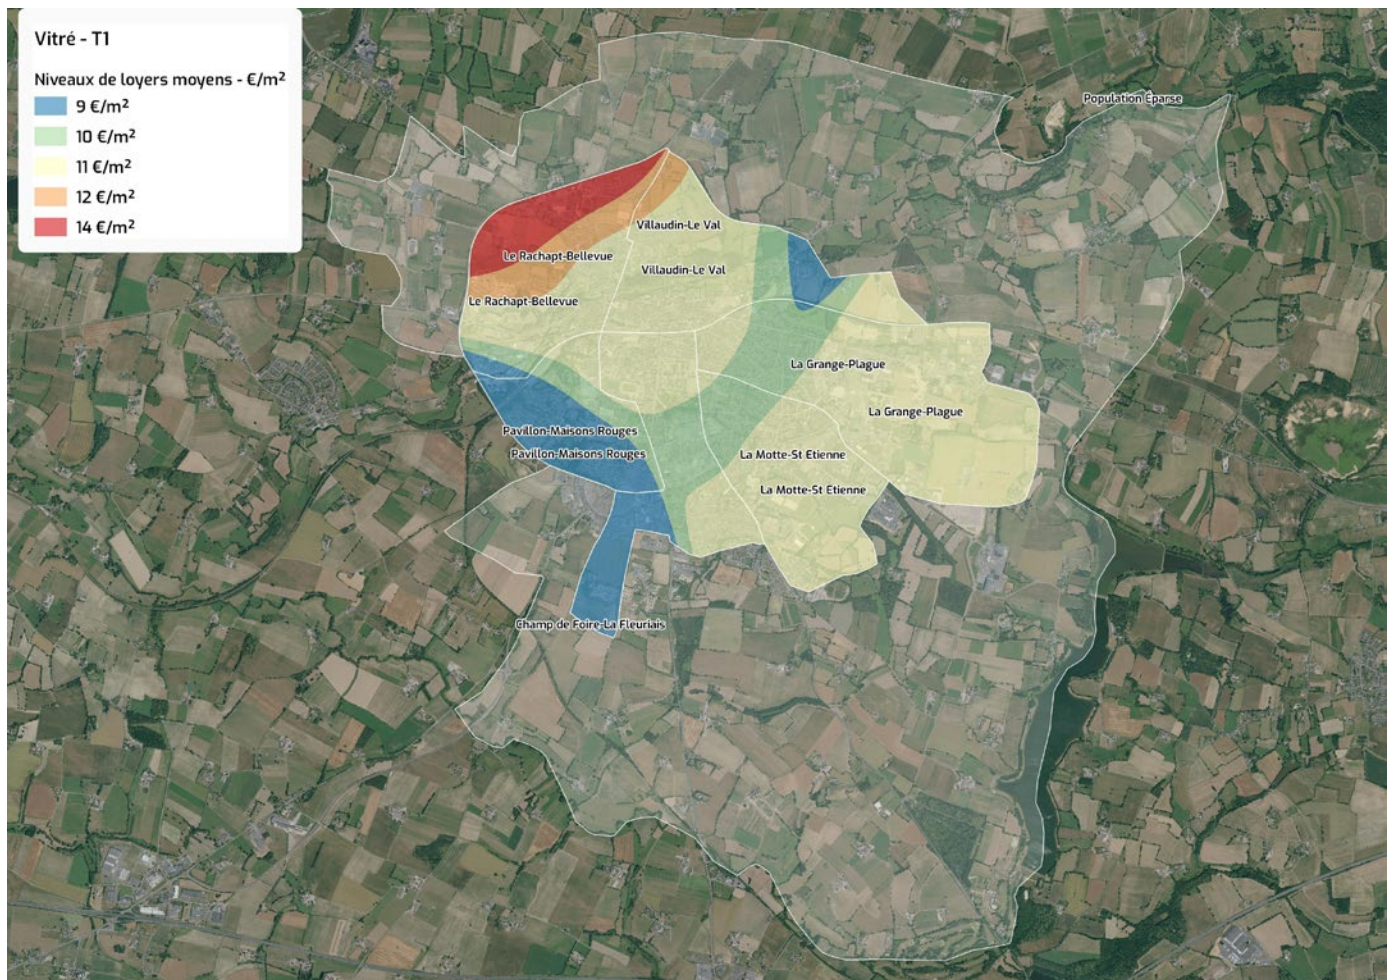 Vitré - T1
Niveaux de loyers moyens - €/m²
9 €/m²
10 €/m²
11 €/m²
12 €/m²
14 €/m²
Population Éparse
Villaudin-Le Val
Le Rachapt-Bellevue
Villaudin-Le Val
Le Rachapt-Bellevue
La Grange-Plague
La Grange-Plague
Pavillon-Maisons Rouges
Pavillon-Maisons Rouges
La Motte-St Etienne
La Motte-St Etienne
Champ de Foire-La Fleuriais